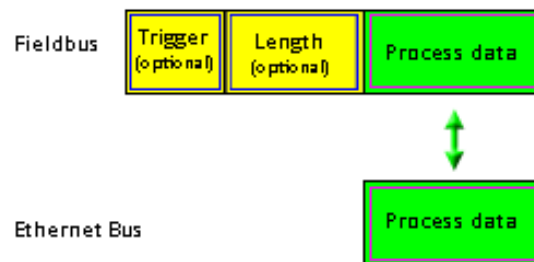 Fieldbus
Trigger
(optional)
Length
(optional)
Process data
Ethernet Bus
Process data